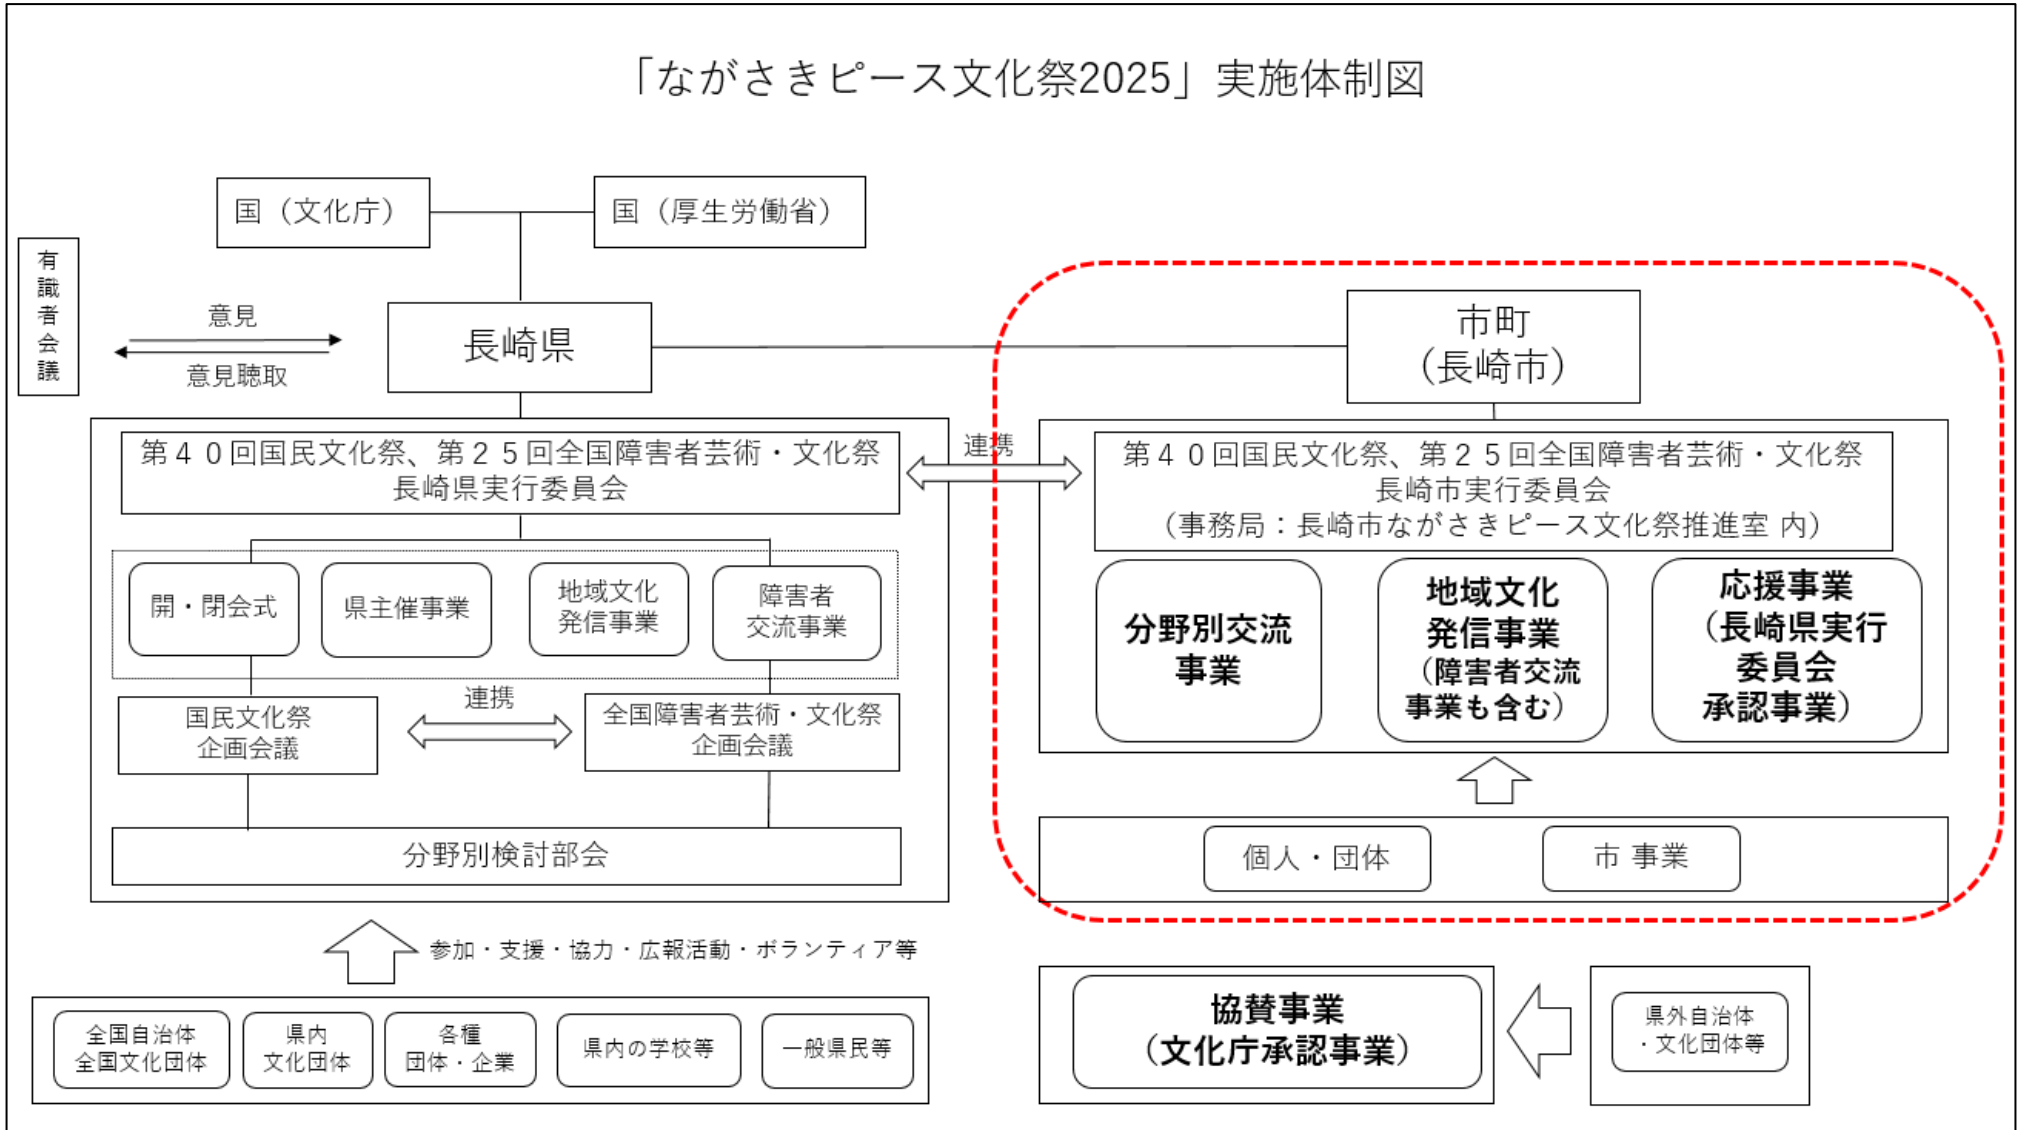 「ながさきピース文化祭2025」実施体制図
国（文化庁）
国（厚生労働省）
有識者会議
意見
意見聴取
長崎県
市町
（長崎市）
第４０回国民文化祭、第２５回全国障害者芸術・文化祭
長崎県実行委員会
連携
第４０回国民文化祭、第２５回全国障害者芸術・文化祭
長崎市実行委員会
（事務局：長崎市ながさきピース文化祭推進室 内）
開・閉会式
県主催事業
地域文化
発信事業
障害者
交流事業
分野別交流
事業
地域文化
発信事業
（障害者交流
事業も含む）
応援事業
（長崎県実行
委員会
承認事業）
国民文化祭
企画会議
連携
全国障害者芸術・文化祭
企画会議
分野別検討部会
個人・団体
市 事業
参加・支援・協力・広報活動・ボランティア等
全国自治体
全国文化団体
県内
文化団体
各種
団体・企業
県内の学校等
一般県民等
協賛事業
（文化庁承認事業）
県外自治体
・文化団体等